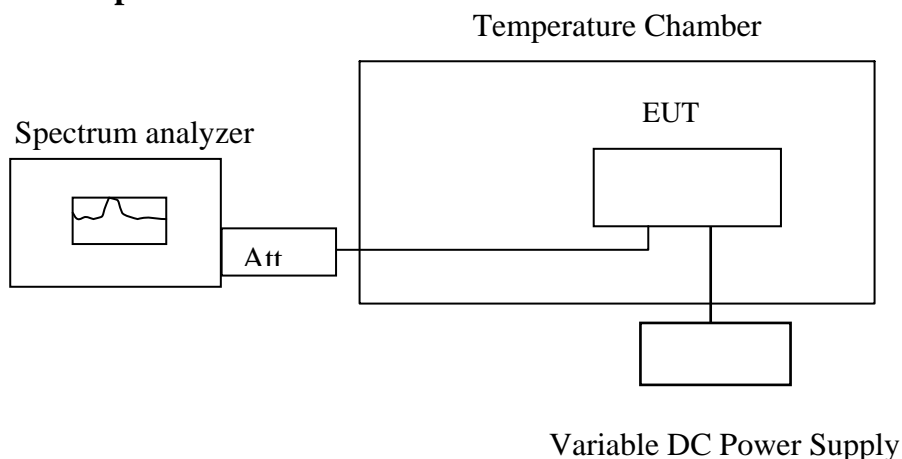 Temperature Chamber
EUT
Spectrum analyzer
Att
Variable DC Power Supply